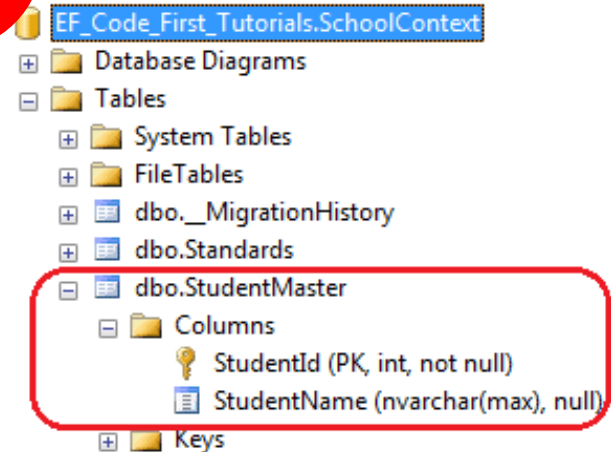 EF_Code_First_Tutorials.SchoolContext
Database Diagrams
Tables
System Tables
FileTables
dbo.__MigrationHistory
dbo.Standards
dbo.StudentMaster
Columns
StudentId (PK, int, not null)
StudentName (nvarchar(max), null)
Keys